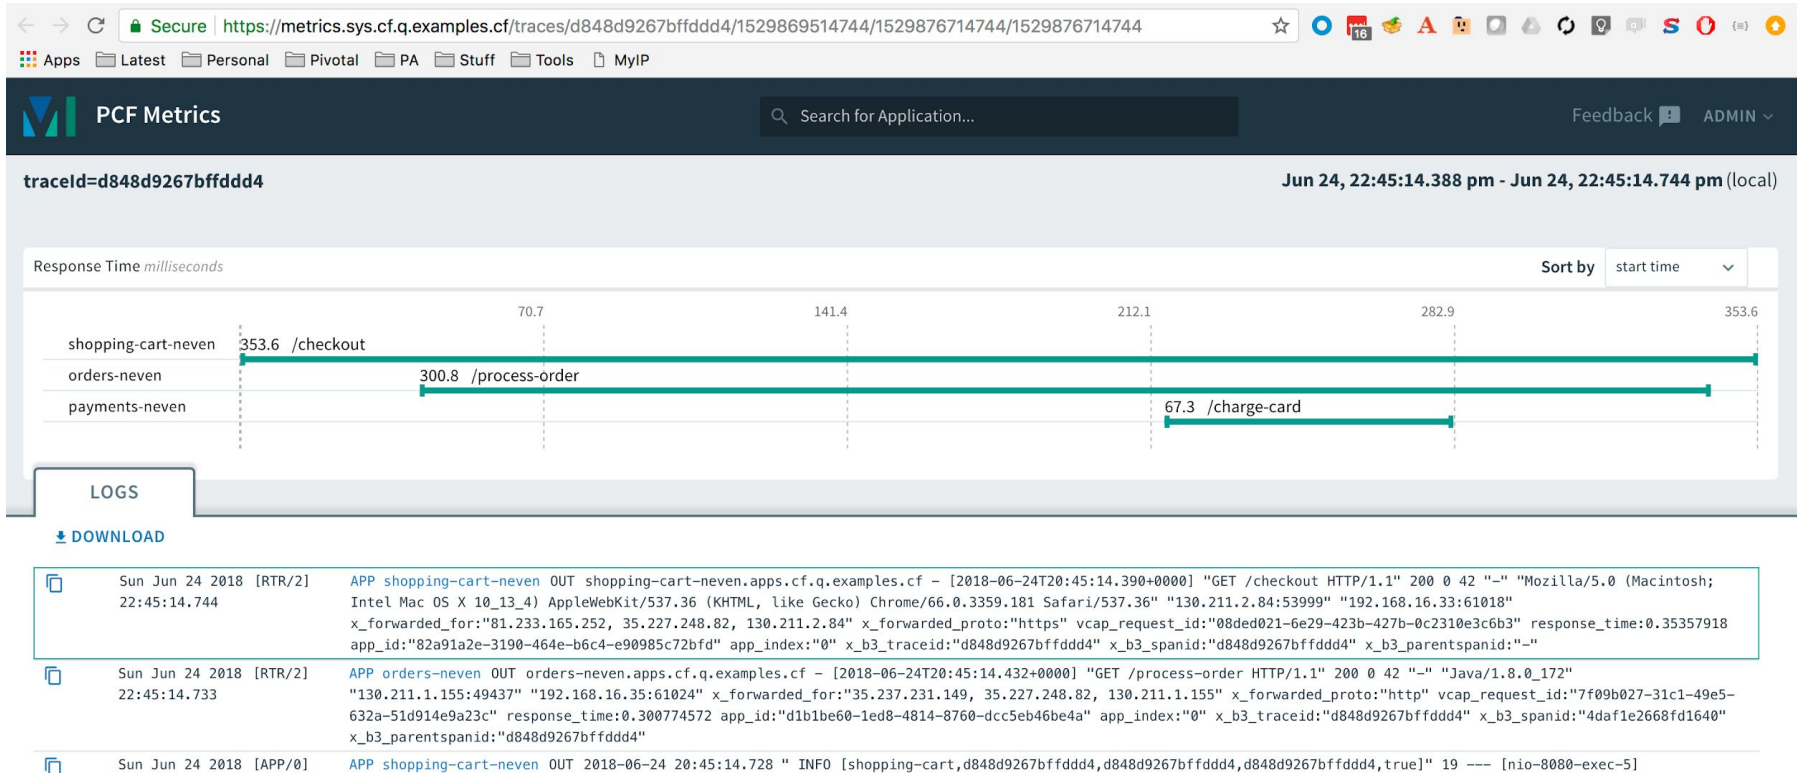 Secure | https://metrics.sys.cf.q.examples.cf/traces/d848d9267bffddd4/1529869514744/1529876714744/1529876714744
16
Apps Latest Personal Pivotal PA Stuff Tools MyIP
PCF Metrics Search for Application... Feedback ADMIN
traceId=d848d9267bffddd4 Jun 24, 22:45:14.388 pm - Jun 24, 22:45:14.744 pm (local)
Response Time milliseconds Sort by start time
70.7 141.4 212.1 282.9 353.6
shopping-cart-neven 353.6 /checkout
orders-neven 300.8 /process-order
payments-neven 67.3 /charge-card
LOGS
DOWNLOAD
Sun Jun 24 2018 [RTR/2] APP shopping-cart-neven OUT shopping-cart-neven.apps.cf.q.examples.cf - [2018-06-24T20:45:14.390+0000] "GET /checkout HTTP/1.1" 200 0 42 "-" "Mozilla/5.0 (Macintosh;
22:45:14.744 Intel Mac OS X 10_13_4) AppleWebKit/537.36 (KHTML, like Gecko) Chrome/66.0.3359.181 Safari/537.36" "130.211.2.84:53999" "192.168.16.33:61018"
x_forwarded_for:"81.233.165.252, 35.227.248.82, 130.211.2.84" x_forwarded_proto:"https" vcap_request_id:"08ded021-6e29-423b-427b-0c2310e3c6b3" response_time:0.35357918
app_id:"82a91a2e-3190-464e-b6c4-e90985c72bfd" app_index:"0" x_b3_traceid:"d848d9267bffddd4" x_b3_spanid:"d848d9267bffddd4" x_b3_parentspanid:"-"
Sun Jun 24 2018 [RTR/2] APP orders-neven OUT orders-neven.apps.cf.q.examples.cf - [2018-06-24T20:45:14.432+0000] "GET /process-order HTTP/1.1" 200 0 42 "-" "Java/1.8.0_172"
22:45:14.733 "130.211.1.155:49437" "192.168.16.35:61024" x_forwarded_for:"35.237.231.149, 35.227.248.82, 130.211.1.155" x_forwarded_proto:"http" vcap_request_id:"7f09b027-31c1-49e5-
632a-51d914e9a23c" response_time:0.300774572 app_id:"d1b1be60-1ed8-4814-8760-dcc5eb46be4a" app_index:"0" x_b3_traceid:"d848d9267bffddd4" x_b3_spanid:"4daf1e2668fd1640"
x_b3_parentspanid:"d848d9267bffddd4"
Sun Jun 24 2018 [APP/0] APP shopping-cart-neven OUT 2018-06-24 20:45:14.728 " INFO [shopping-cart,d848d9267bffddd4,d848d9267bffddd4,d848d9267bffddd4,true]" 19 --- [nio-8080-exec-5]